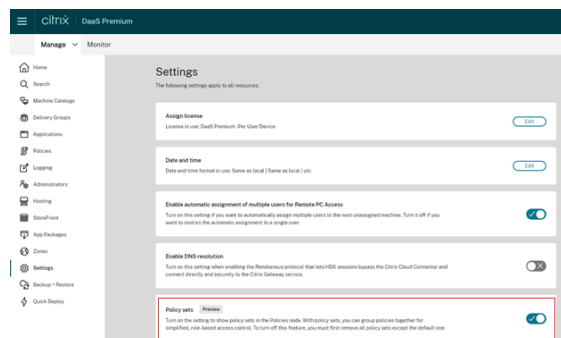 citrix DaaS Premium
Manage Monitor
Home
Search
Machine Catalogs
Delivery Groups
Applications
Policies
Logging
Administrators
Hosting
StoreFront
App Packages
Zones
Settings
Backup + Restore
Quick Deploy
Settings
The following settings apply to all resources.
Assign license
License in use: DaaS Premium- Per User/Device
Edit
Date and time
Date and time format in use: Same as local | Same as local | utc
Edit
Enable automatic assignment of multiple users for Remote PC Access
Turn on this setting if you want to automatically assign multiple users to the next unassigned machine. Turn it off if you
want to restrict the automatic assignment to a single user.
Enable DNS resolution
Turn on this setting when enabling the Rendezvous protocol that lets HDX sessions bypass the Citrix Cloud Connector and
connect directly and securely to the Citrix Gateway service.
Policy sets Preview
Turn on the setting to show policy sets in the Policies node. With policy sets, you can group policies together for
simplified, role-based access control. To turn off this feature, you must first remove all policy sets except the default one.